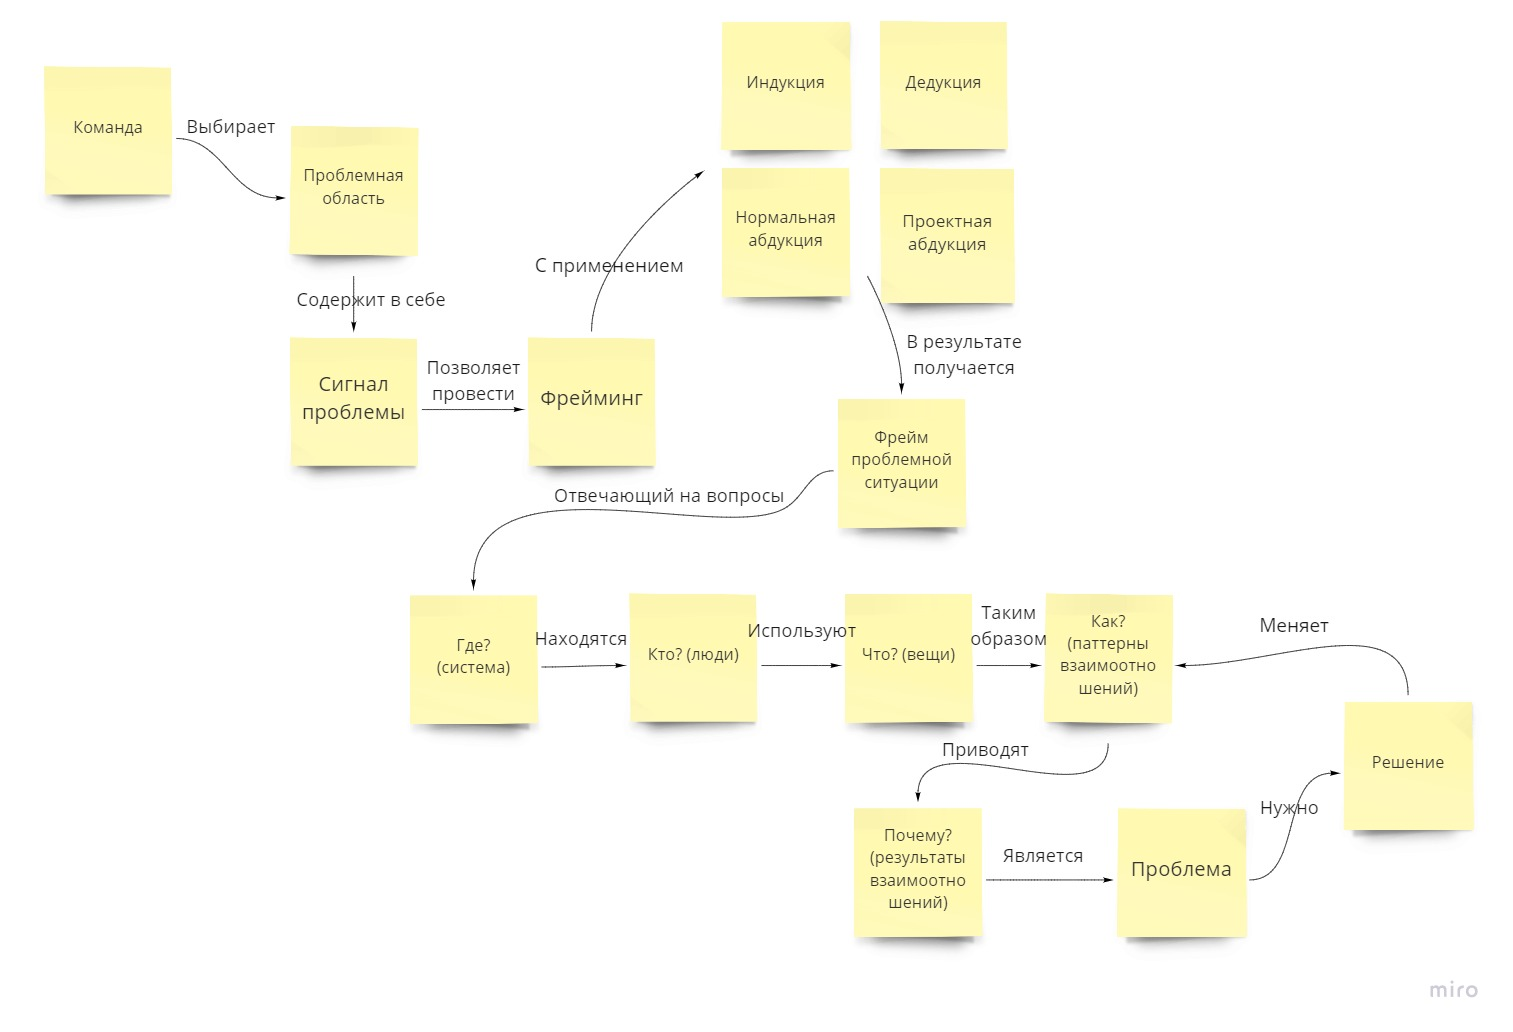 Команда
Выбирает
Проблемная
область
Содержит в себе
Сигнал
проблемы
Позволяет
провести
Фрейминг
С применением
Индукция
Дедукция
Нормальная
абдукция
Проектная
абдукция
В результате
получается
Фрейм
проблемной
ситуации
Отвечающий на вопросы
Где?
(система)
Находятся
Кто? (люди)
Используют
Что? (вещи)
Таким
образом
Как?
(паттерны
взаимоотно
шений)
Приводят
Почему?
(результаты
взаимоотно
шений)
Является
Проблема
Нужно
Решение
Меняет
miro